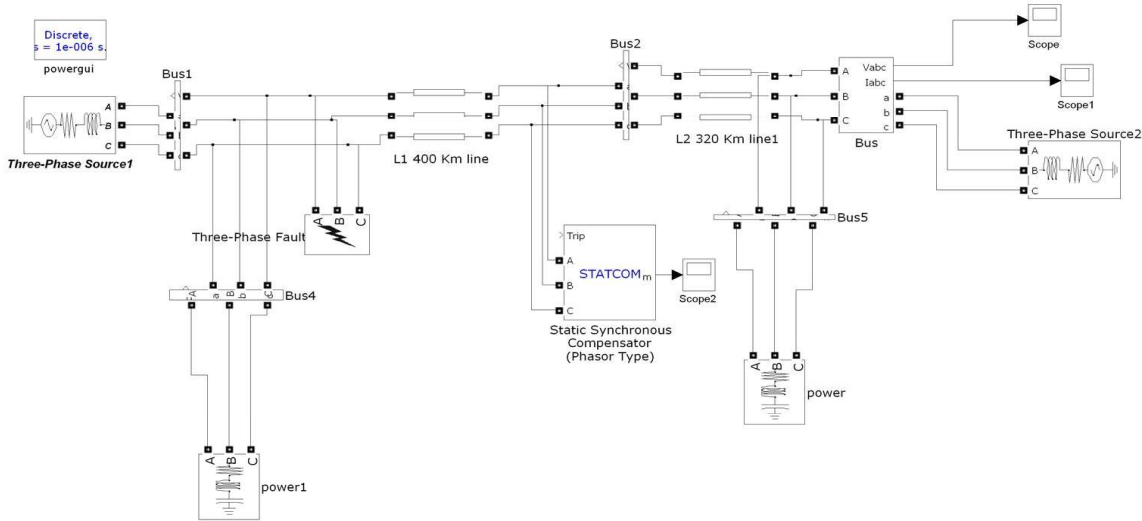 Discrete,
s = 1e-006 s.
powergui
A
B
C
Three-Phase Source1
Bus1
L1 400 Km line
Bus2
L2 320 Km line1
A
B
C
Vabc
Iabc
a
b
c
Bus
Scope
Scope1
Three-Phase Source2
A
B
C
A
B
C
Three-Phase Fault
A
a
B
b
C
c
Bus4
A
B
C
power1
Trip
A
B
C
STATCOM
m
Static Synchronous
Compensator
(Phasor Type)
Scope2
Bus5
A
B
C
power